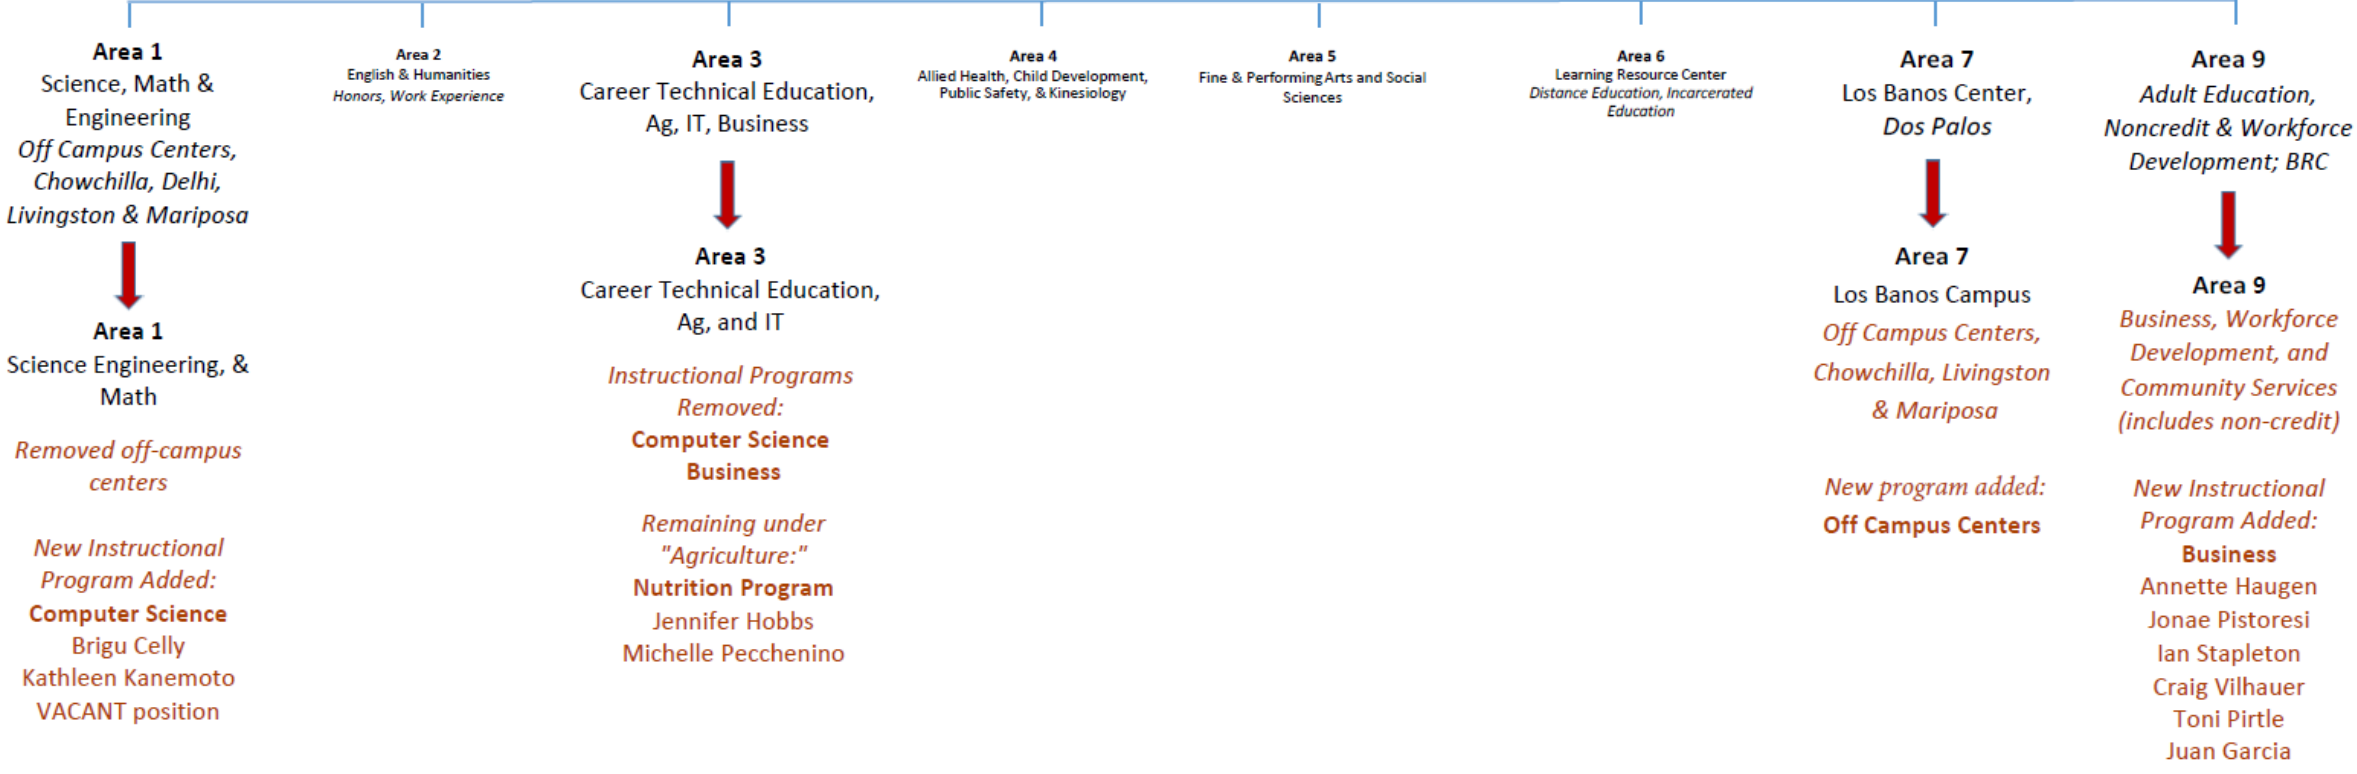 Area 1
Science, Math &
Engineering
Off Campus Centers,
Chowchilla, Delhi,
Livingston & Mariposa
Area 1
Science Engineering, &
Math
Removed off-campus
centers
New Instructional
Program Added:
Computer Science
Brigu Celly
Kathleen Kanemoto
VACANT position
Area 2
English & Humanities
Honors, Work Experience
Area 3
Career Technical Education,
Ag, IT, Business
Area 3
Career Technical Education,
Ag, and IT
Instructional Programs
Removed:
Computer Science
Business
Remaining under
"Agriculture:"
Nutrition Program
Jennifer Hobbs
Michelle Pecchenino
Area 4
Allied Health, Child Development,
Public Safety, & Kinesiology
Area 5
Fine & Performing Arts and Social
Sciences
Area 6
Learning Resource Center
Distance Education, Incarcerated
Education
Area 7
Los Banos Center,
Dos Palos
Area 7
Los Banos Campus
Off Campus Centers,
Chowchilla, Livingston
& Mariposa
New program added:
Off Campus Centers
Area 9
Adult Education,
Noncredit & Workforce
Development; BRC
Area 9
Business, Workforce
Development, and
Community Services
(includes non-credit)
New Instructional
Program Added:
Business
Annette Haugen
Jonae Pistoresi
Ian Stapleton
Craig Vilhauer
Toni Pirtle
Juan Garcia